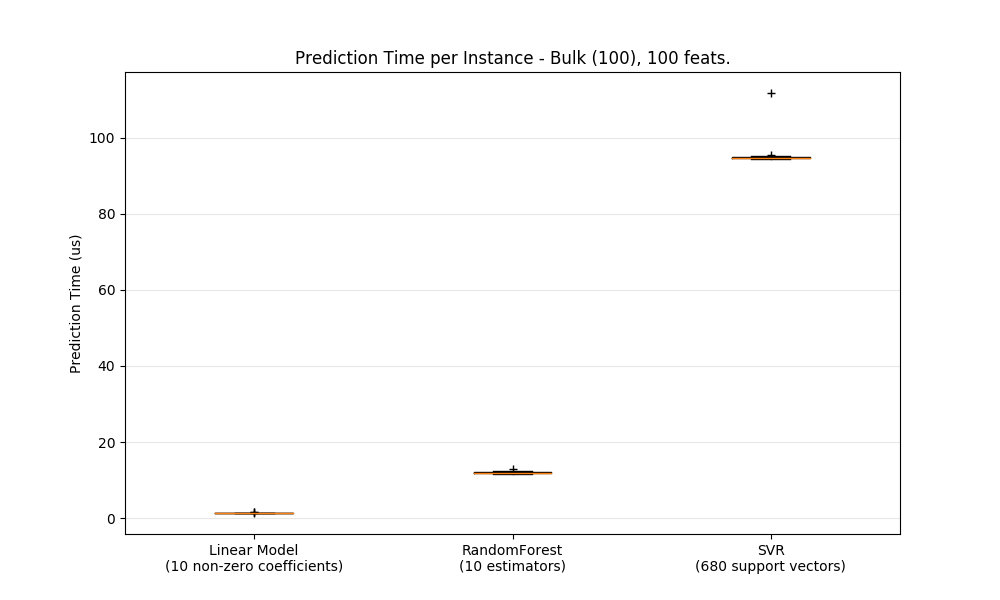 Prediction Time per Instance - Bulk (100), 100 feats.
Prediction Time (us)
100
80
60
40
20
0
Linear Model
(10 non-zero coefficients)
RandomForest
(10 estimators)
SVR
(680 support vectors)